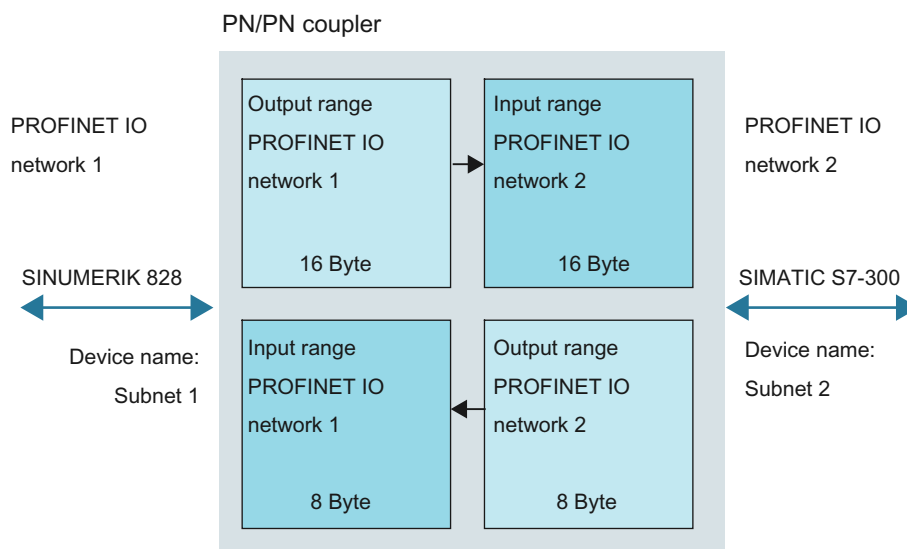 PN/PN coupler
PROFINET IO
network 1
Output range
PROFINET IO
network 1
16 Byte
Input range
PROFINET IO
network 2
16 Byte
PROFINET IO
network 2
SINUMERIK 828
SIMATIC S7-300
Device name:
Subnet 1
Input range
PROFINET IO
network 1
8 Byte
Output range
PROFINET IO
network 2
8 Byte
Device name:
Subnet 2